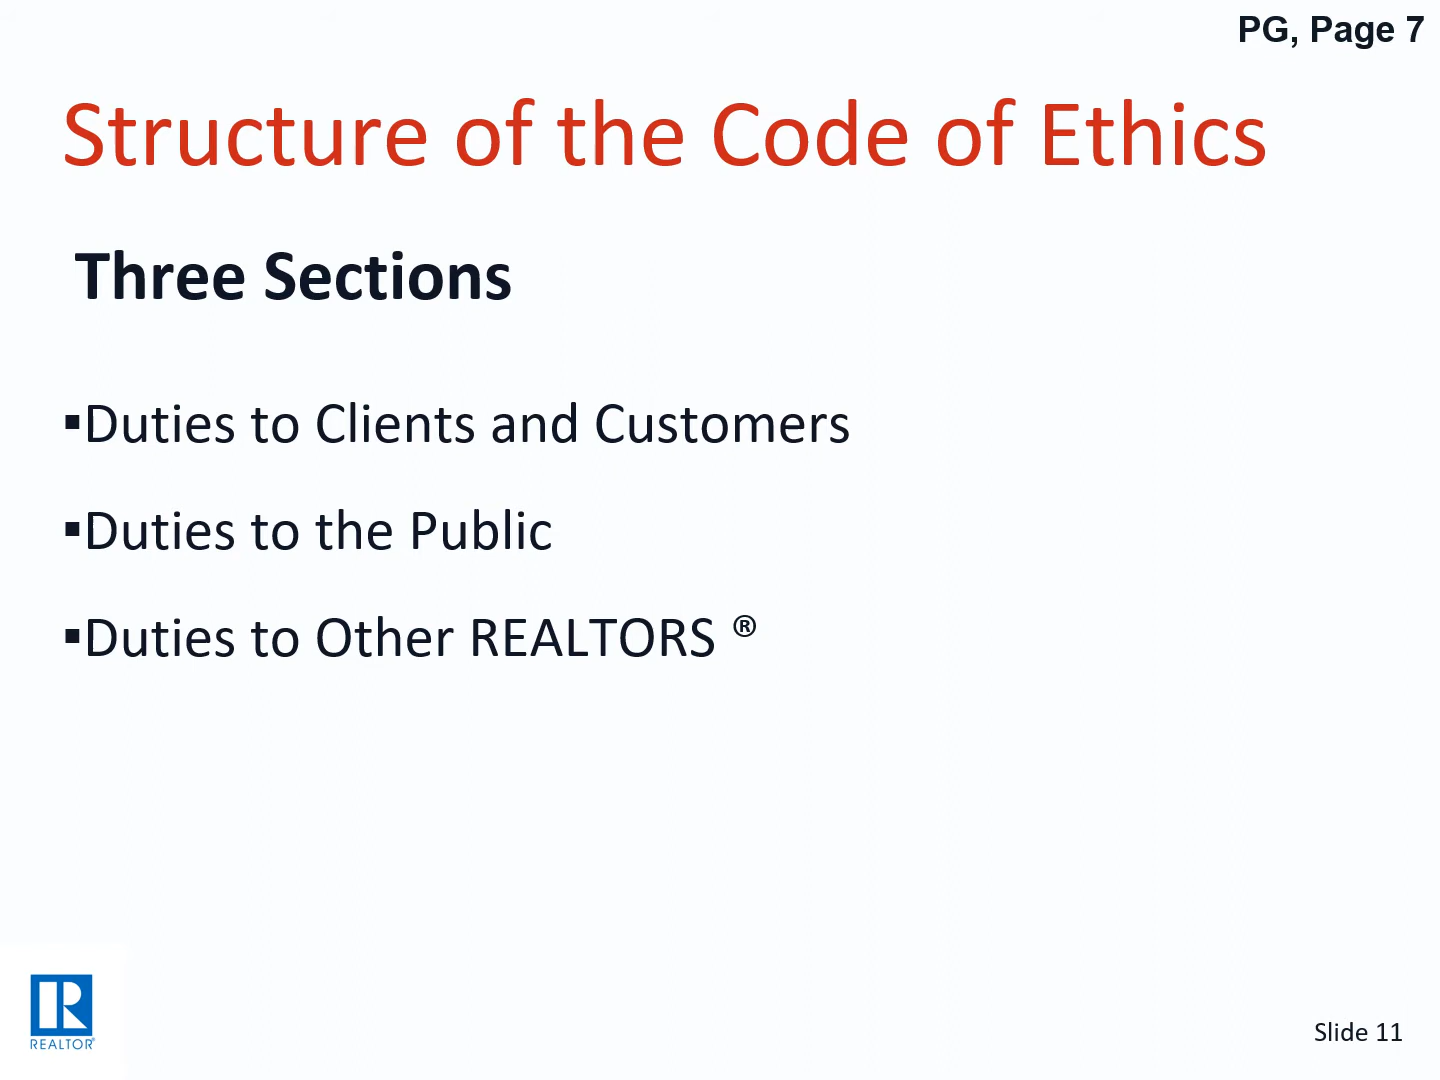 PG, Page 7
Structure of the Code of Ethics
Three Sections
▪Duties to Clients and Customers
▪Duties to the Public
▪Duties to Other REALTORS ®
R
REALTOR®
Slide 11